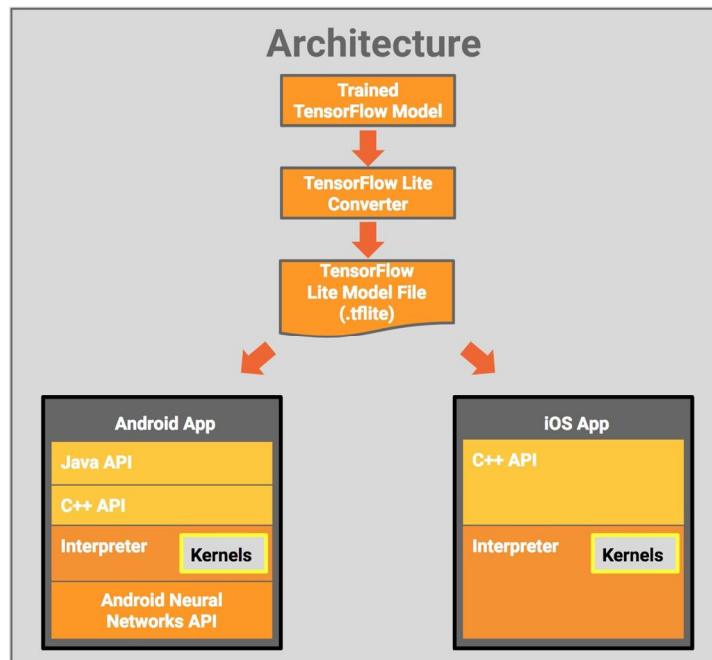 Architecture
Trained
TensorFlow Model
TensorFlow Lite
Converter
TensorFlow
Lite Model File
(.tflite)
Android App
Java API
C++ API
Interpreter
Kernels
Android Neural
Networks API
iOS App
C++ API
Interpreter
Kernels